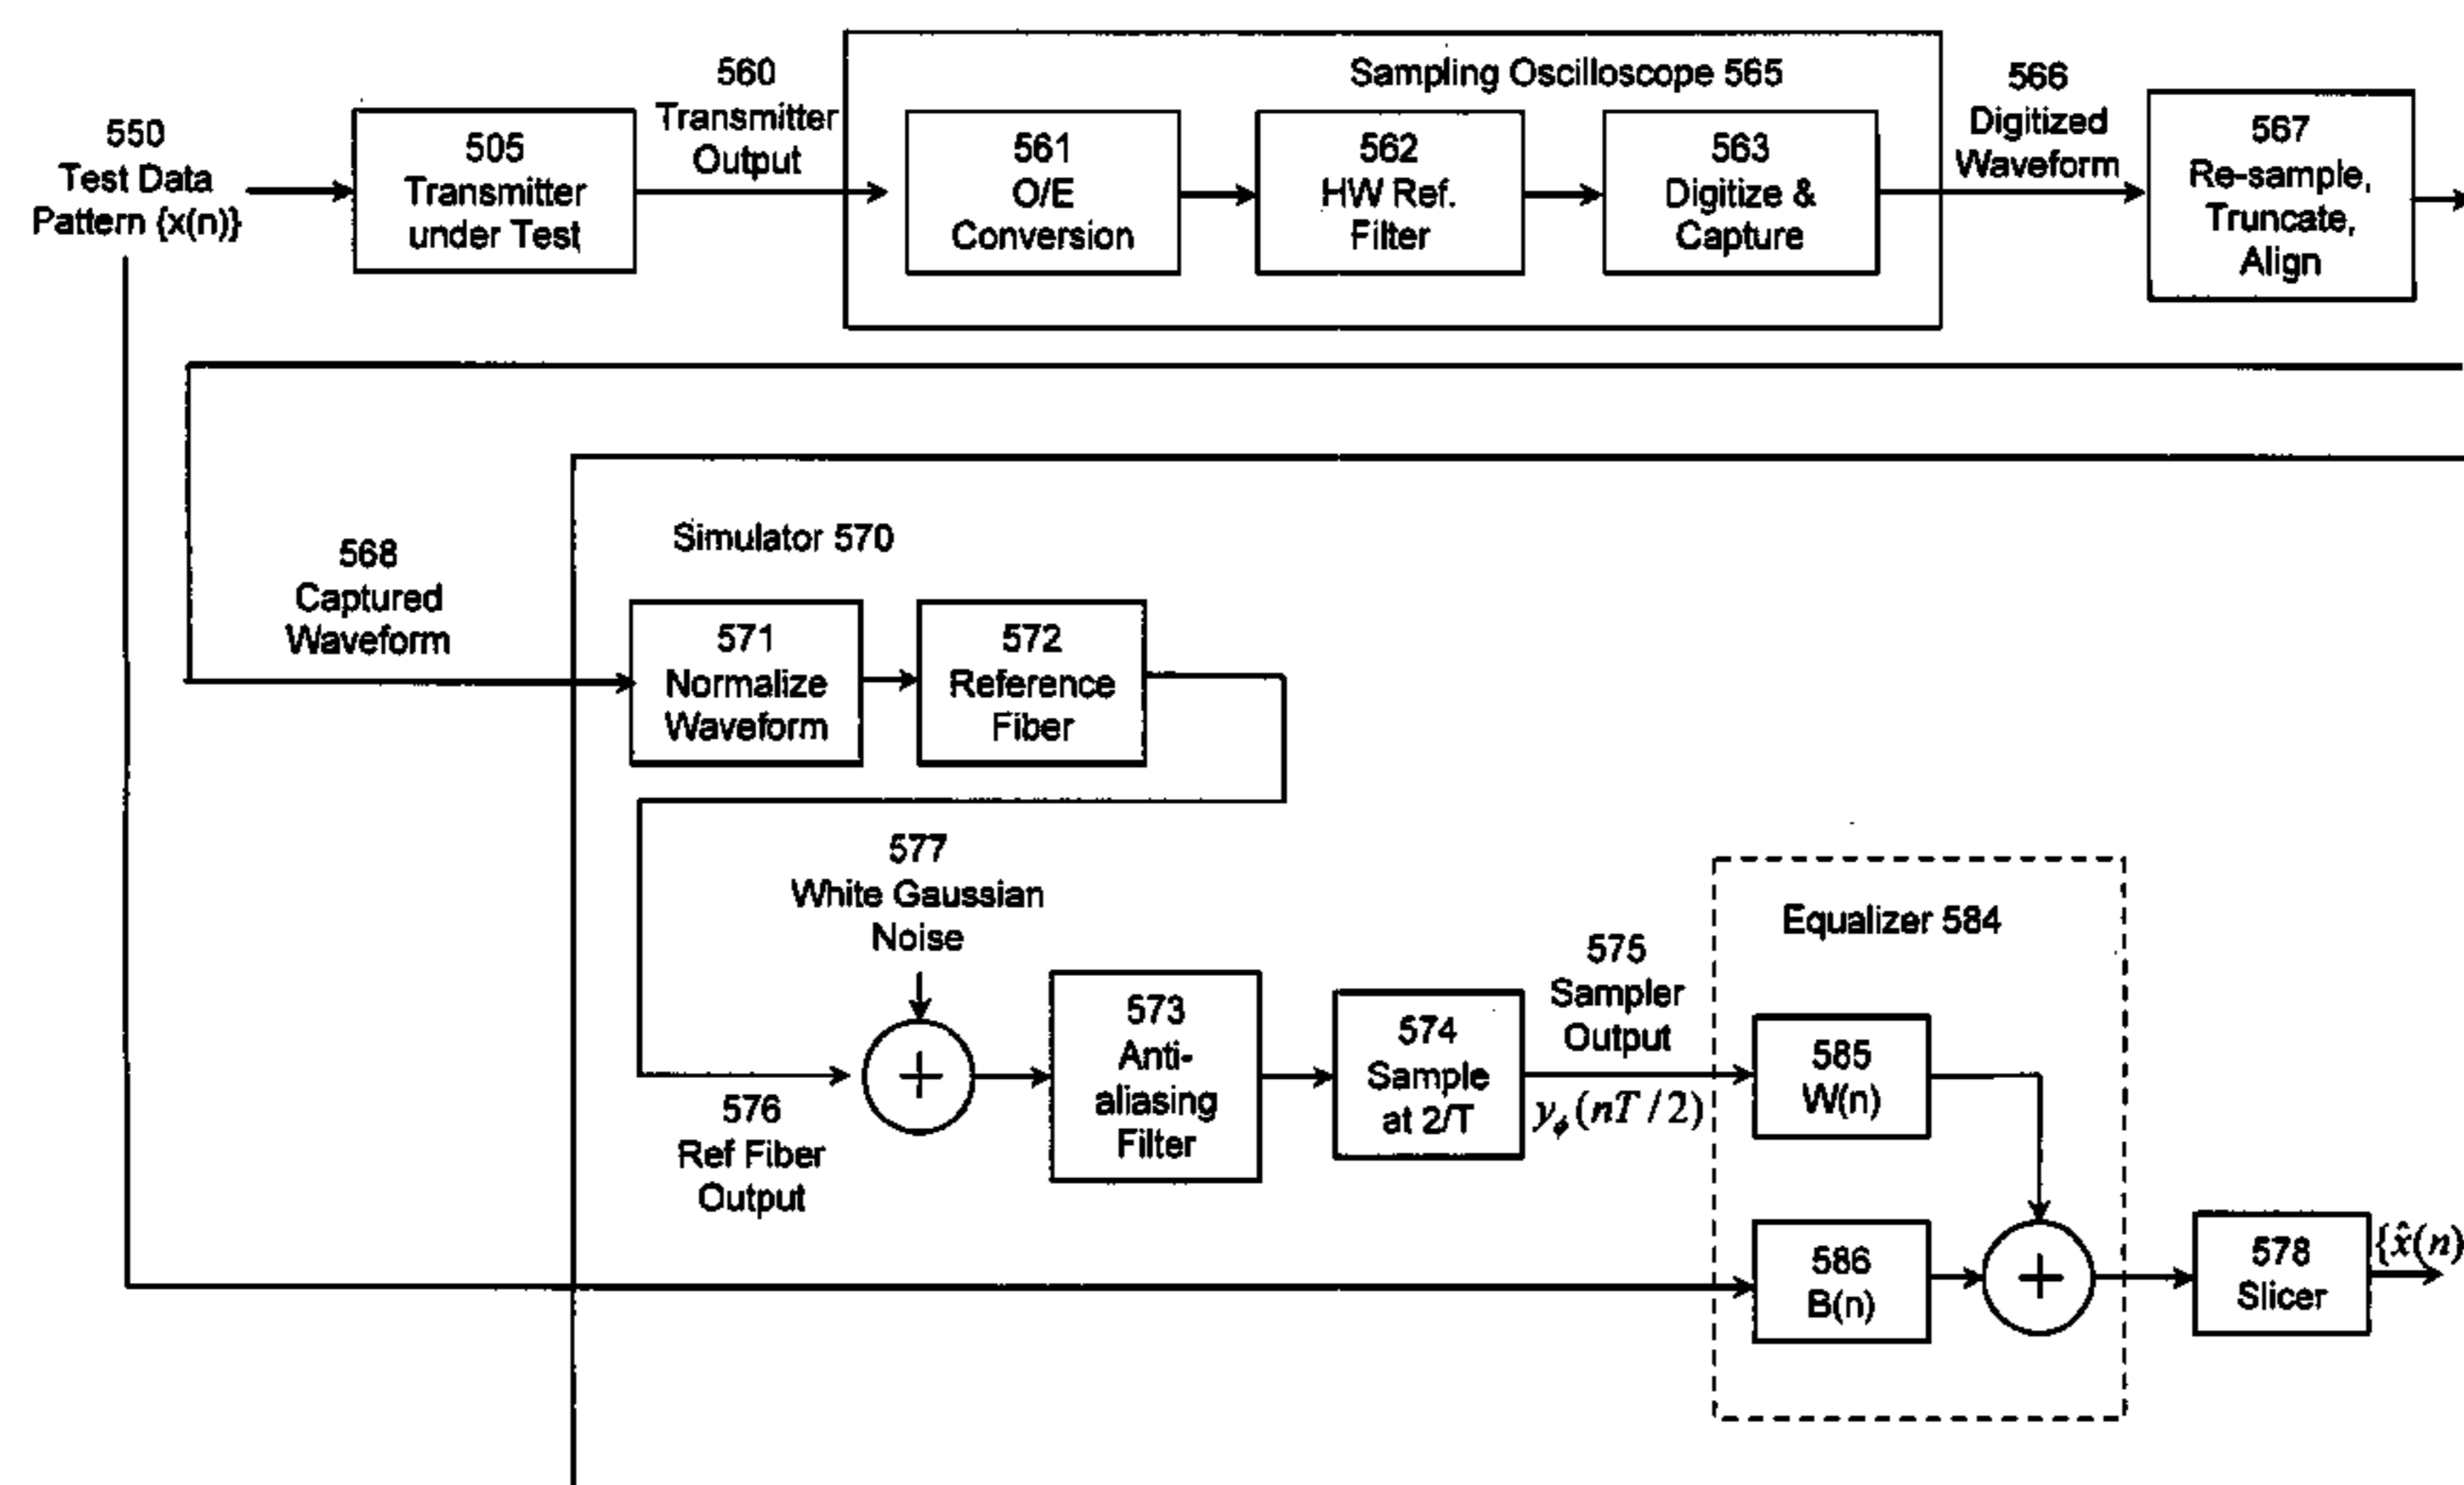 550
Test Data
Pattern {x(n)}
505
Transmitter
under Test
560
Transmitter
Output
Sampling Oscilloscope 565
561
O/E
Conversion
562
HW Ref.
Filter
563
Digitize &
Capture
566
Digitized
Waveform
567
Re-sample,
Truncate,
Align
568
Captured
Waveform
Simulator 570
571
Normalize
Waveform
572
Reference
Fiber
577
White Gaussian
Noise
+
576
Ref Fiber
Output
573
Anti-
aliasing
Filter
574
Sample
at 2/T
575
Sampler
Output
y_ϕ(nT/2)
Equalizer 584
585
W(n)
586
B(n)
+
578
Slicer
{x̂(n)